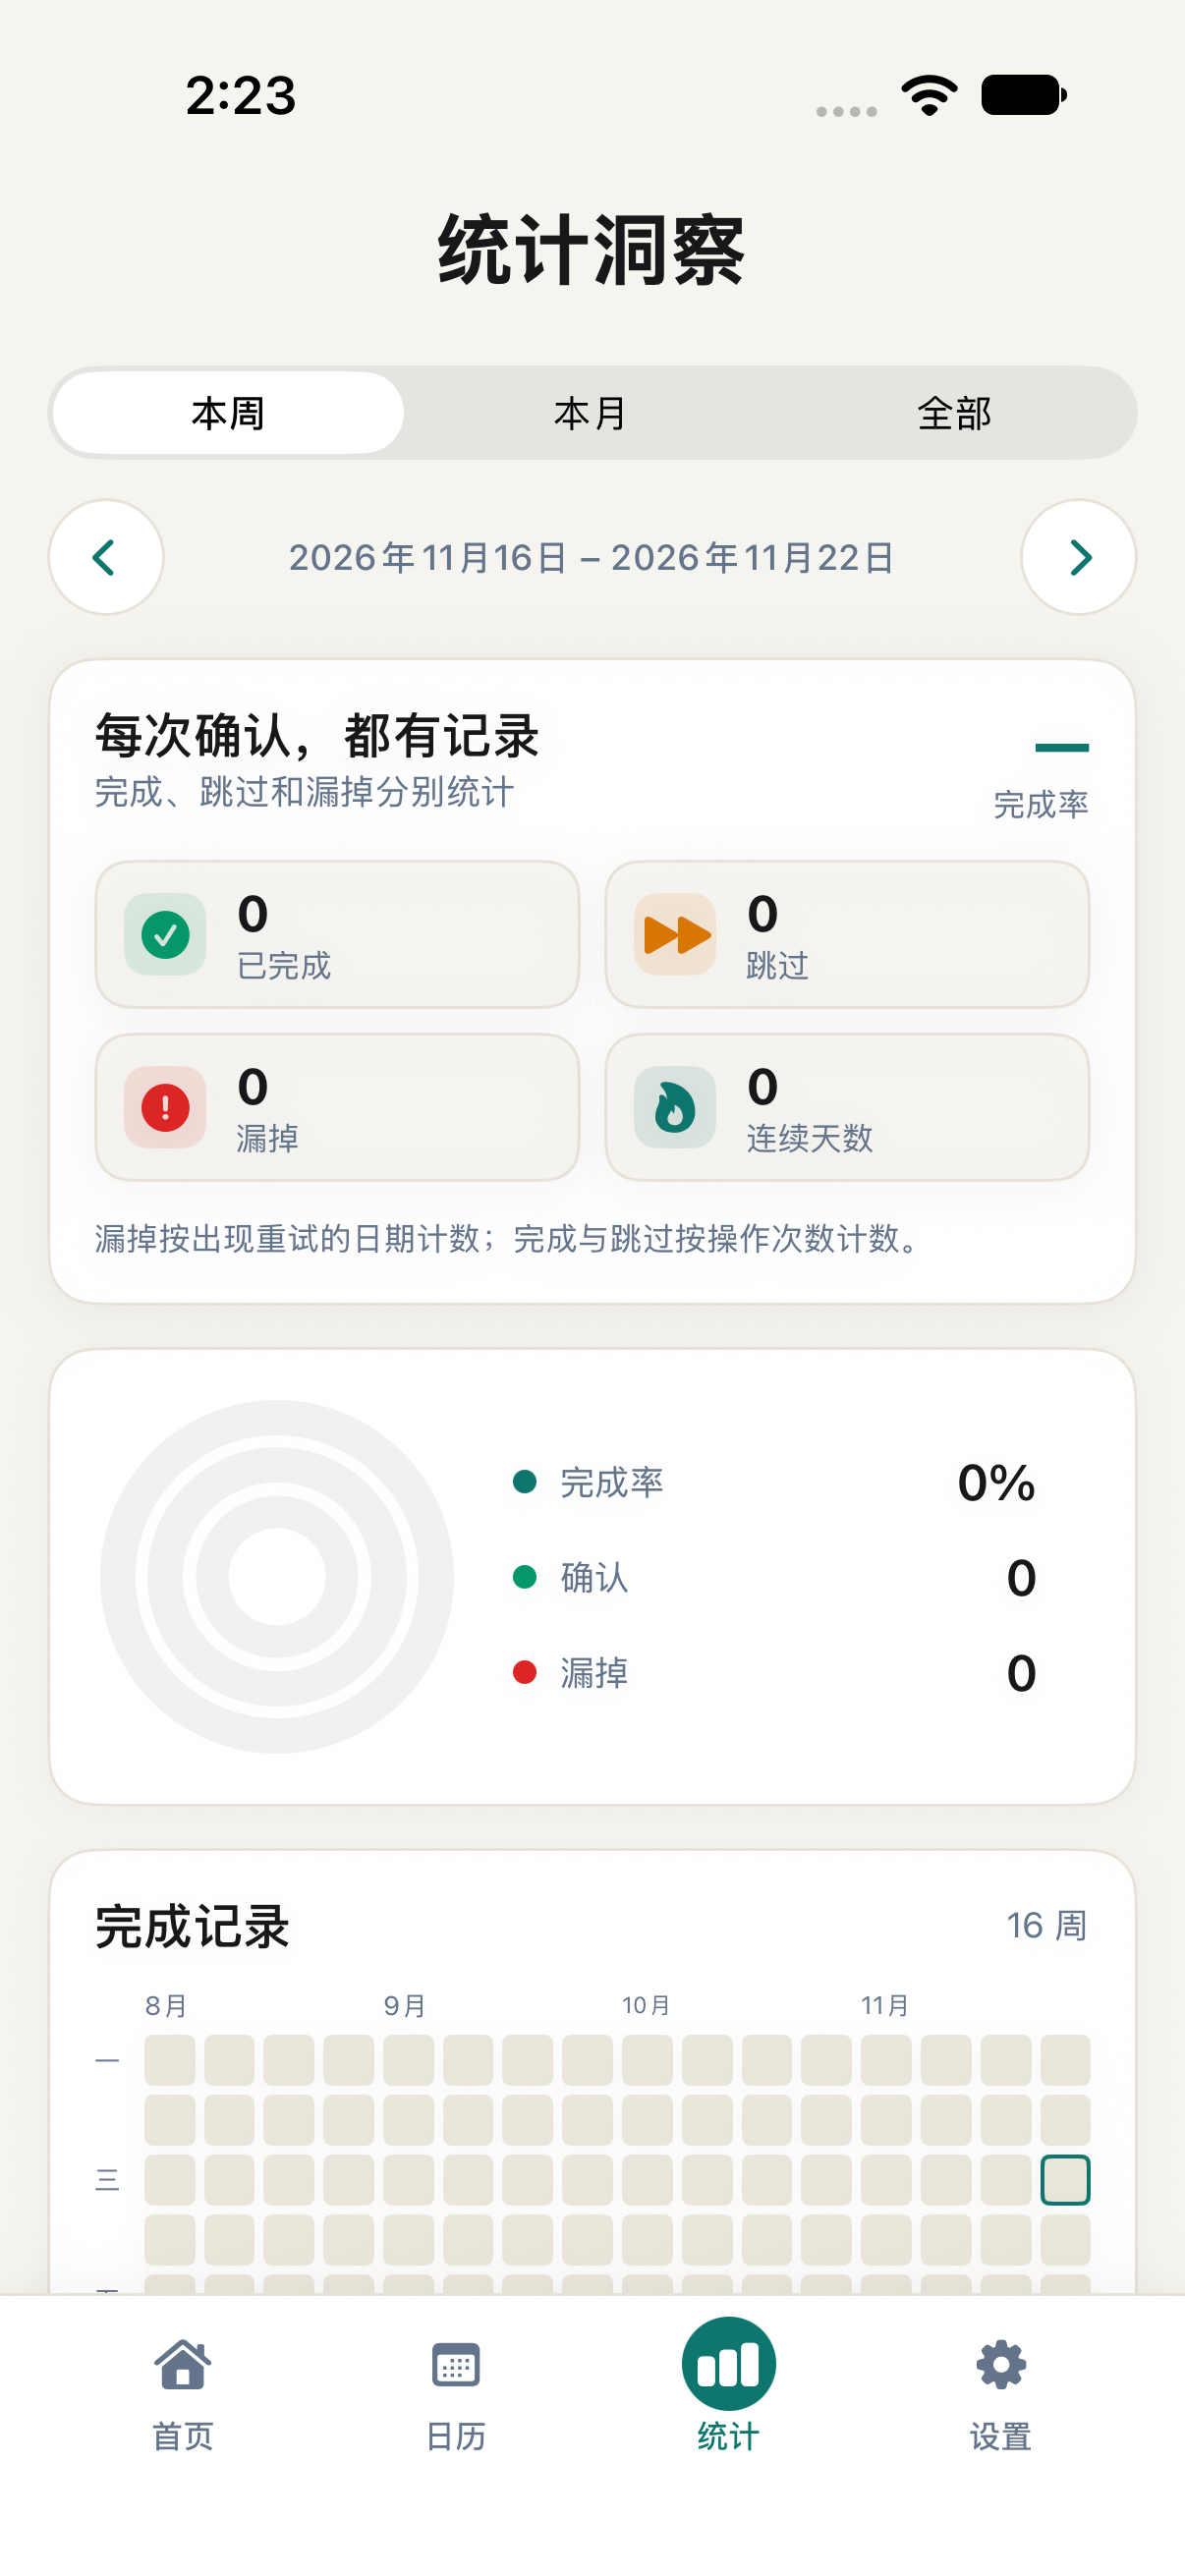 2:23
统计洞察
本周 本月 全部
2026年11月16日 – 2026年11月22日
每次确认，都有记录
完成、跳过和漏掉分别统计
—
完成率
0
已完成
0
跳过
0
漏掉
0
连续天数
漏掉按出现重试的日期计数；完成与跳过按操作次数计数。
完成率 0%
确认 0
漏掉 0
完成记录 16 周
8月 9月 10月 11月
一
三
首页 日历 统计 设置